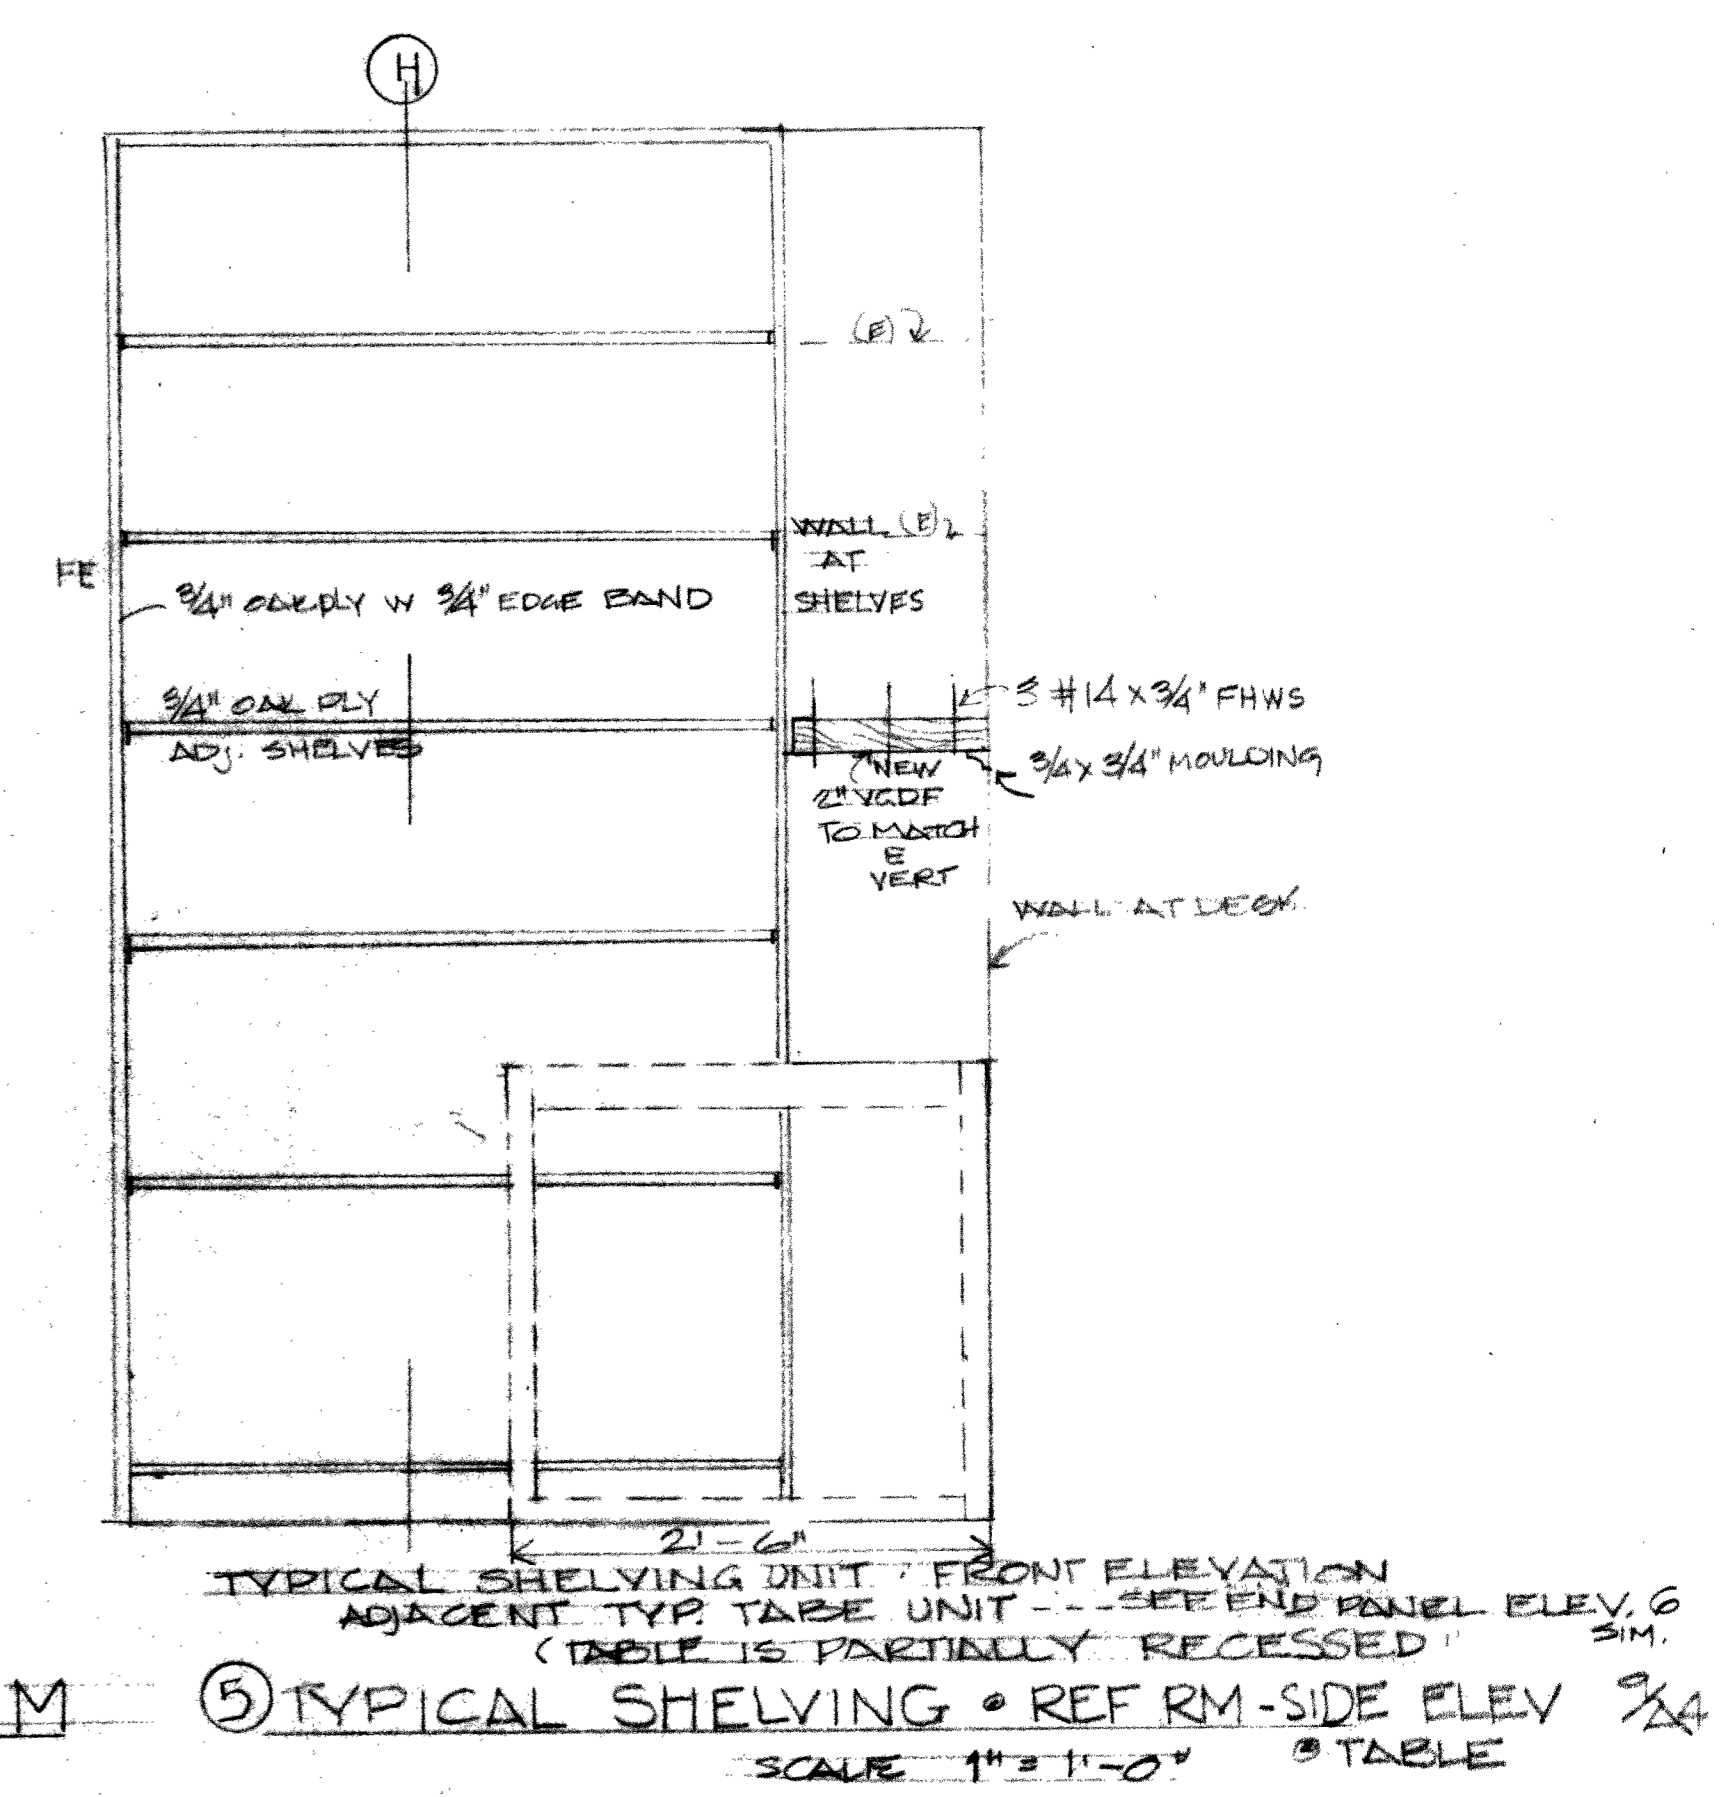 H
(E)
WALL (E)
AT
SHELVES
FE
3/4" OAK PLY W 3/4" EDGE BAND
3/4" OAK PLY
ADJ. SHELVES
3 #14 x 3/4" FHWS
3/4 x 3/4" MOULDING
NEW
2" VGDF
TO MATCH
E
VERT
WALL AT DESK
2'-6"
TYPICAL SHELVING UNIT · FRONT ELEVATION
ADJACENT TYP. TABE UNIT --- SEE END PANEL ELEV. 6
SIM.
(TABLE IS PARTIALLY RECESSED
M
5 TYPICAL SHELVING @ REF RM - SIDE ELEV 9/A4
@ TABLE
SCALE 1" = 1'-0"